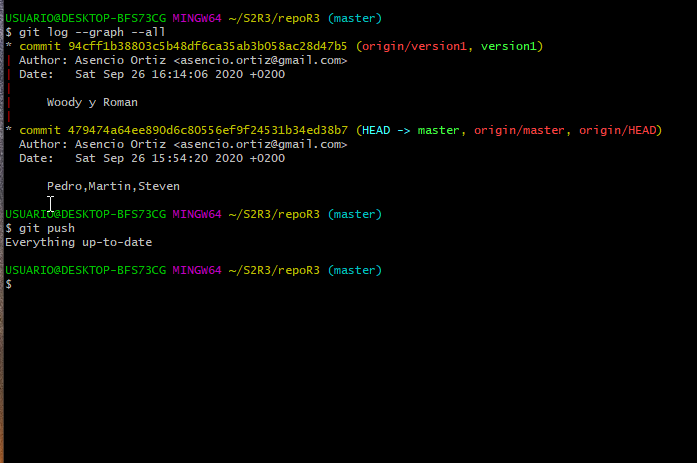 USUARIO@DESKTOP-BFS73CG MINGW64 ~/S2R3/repoR3 (master)
$ git log --graph --all
* commit 94cff1b38803c5b48df6ca35ab3b058ac28d47b5 (origin/version1, version1)
| Author: Asencio Ortiz <asencio.ortiz@gmail.com>
| Date:   Sat Sep 26 16:14:06 2020 +0200
|
|     Woody y Roman
|
* commit 479474a64ee890d6c80556ef9f24531b34ed38b7 (HEAD -> master, origin/master, origin/HEAD)
  Author: Asencio Ortiz <asencio.ortiz@gmail.com>
  Date:   Sat Sep 26 15:54:20 2020 +0200
      Pedro,Martin,Steven
USUARIO@DESKTOP-BFS73CG MINGW64 ~/S2R3/repoR3 (master)
$ git push
Everything up-to-date
USUARIO@DESKTOP-BFS73CG MINGW64 ~/S2R3/repoR3 (master)
$